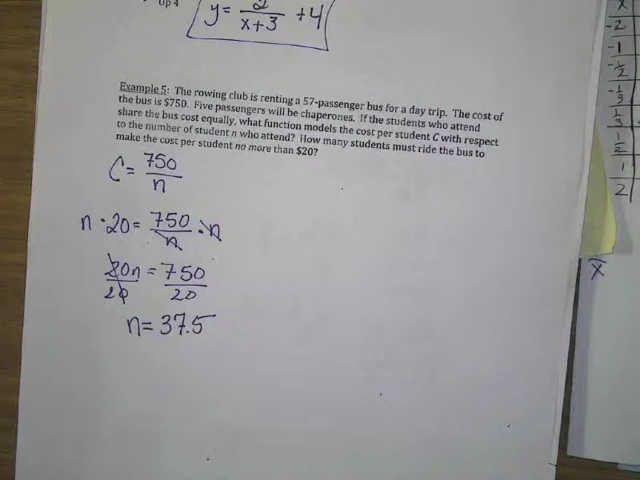 Up 4
y = 2/(x+3) + 4
Example 5: The rowing club is renting a 57-passenger bus for a day trip. The cost of
the bus is $750. Five passengers will be chaperones. If the students who attend
share the bus cost equally, what function models the cost per student C with respect
to the number of student n who attend? How many students must ride the bus to
make the cost per student no more than $20?
C = 750/n
n · 20 = 750/n · n
20n/20 = 750/20
n = 37.5
x
-2
-1
-1/2
-1/3
1/3
1/2
1
2
x